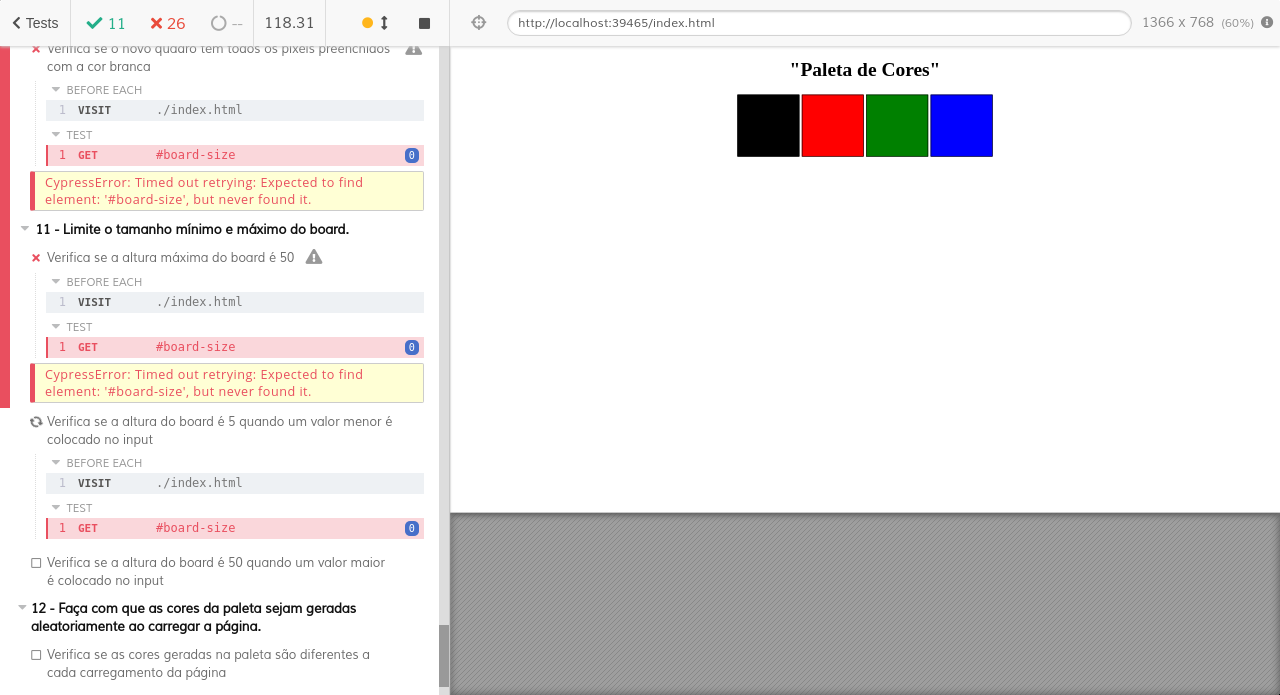 Tests
11
26
--
118.31
http://localhost:39465/index.html
1366 x 768 (60%)
Verifica se o novo quadro tem todos os pixels preenchidos
com a cor branca
BEFORE EACH
1 VISIT ./index.html
TEST
1 GET #board-size 0
CypressError: Timed out retrying: Expected to find
element: '#board-size', but never found it.
11 - Limite o tamanho mínimo e máximo do board.
Verifica se a altura máxima do board é 50
BEFORE EACH
1 VISIT ./index.html
TEST
1 GET #board-size 0
CypressError: Timed out retrying: Expected to find
element: '#board-size', but never found it.
Verifica se a altura do board é 5 quando um valor menor é
colocado no input
BEFORE EACH
1 VISIT ./index.html
TEST
1 GET #board-size 0
Verifica se a altura do board é 50 quando um valor maior
é colocado no input
12 - Faça com que as cores da paleta sejam geradas
aleatoriamente ao carregar a página.
Verifica se as cores geradas na paleta são diferentes a
cada carregamento da página
"Paleta de Cores"